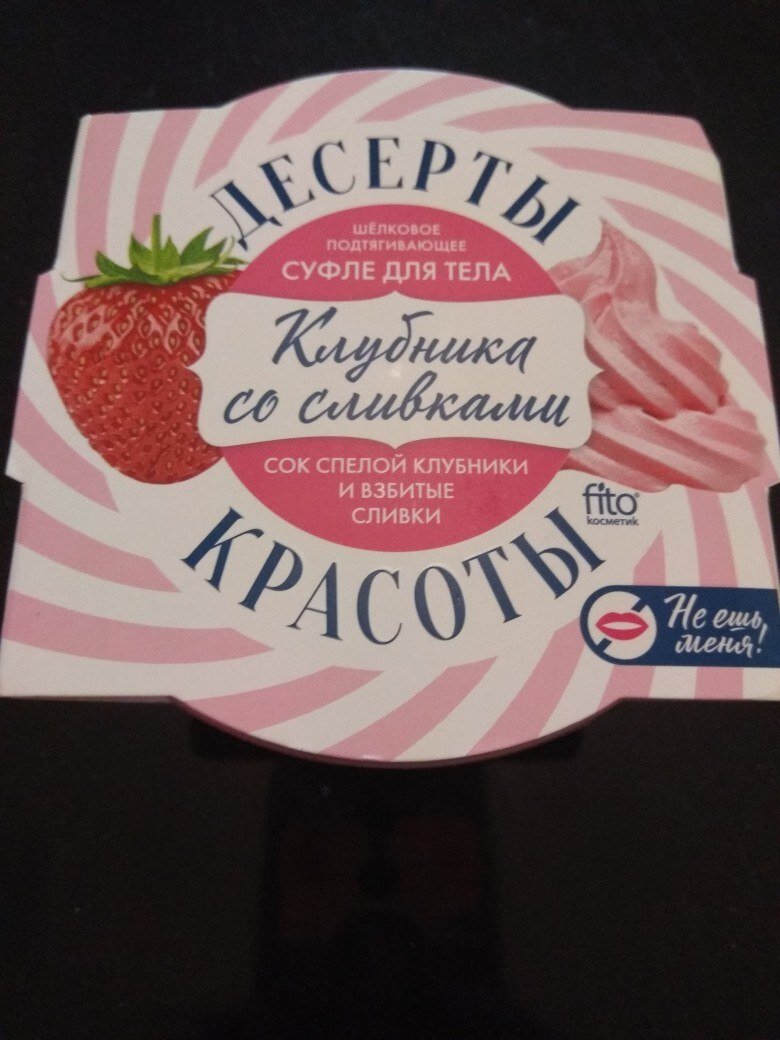 ДЕСЕРТЫ
ШЁЛКОВОЕ
ПОДТЯГИВАЮЩЕЕ
СУФЛЕ ДЛЯ ТЕЛА
Клубника
со сливками
СОК СПЕЛОЙ КЛУБНИКИ
И ВЗБИТЫЕ
СЛИВКИ
КРАСОТЫ
fito®
косметик
Не ешь
меня!